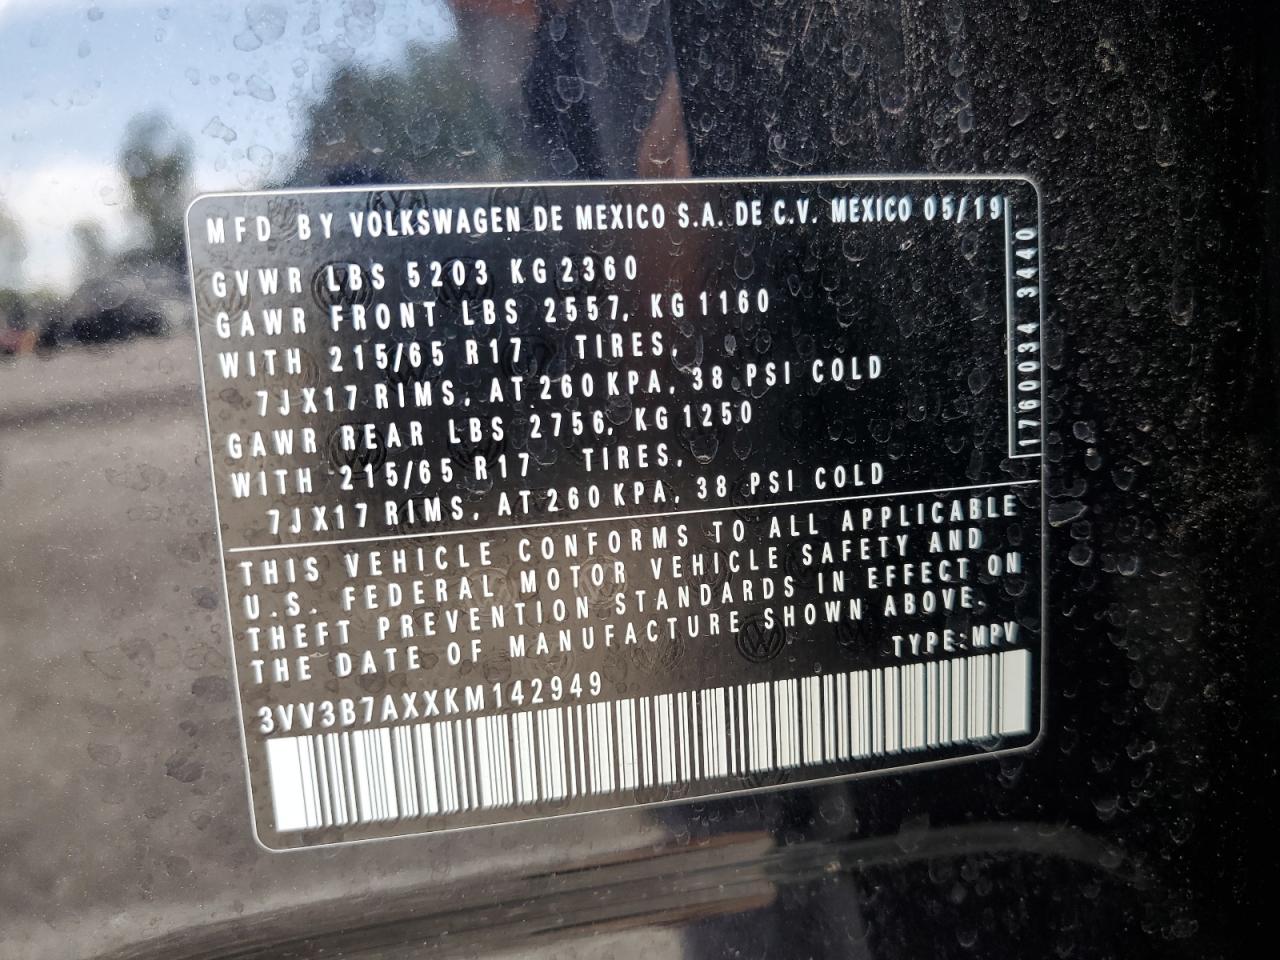 MFD BY VOLKSWAGEN DE MEXICO S.A. DE C.V. MEXICO 05/19
GVWR LBS 5203 KG 2360
GAWR FRONT LBS 2557, KG 1160
WITH 215/65 R17 TIRES,
7JX17 RIMS, AT 260 KPA, 38 PSI COLD
GAWR REAR LBS 2756, KG 1250
WITH 215/65 R17 TIRES,
7JX17 RIMS, AT 260 KPA, 38 PSI COLD
1760034 3440
THIS VEHICLE CONFORMS TO ALL APPLICABLE
U.S. FEDERAL MOTOR VEHICLE SAFETY AND
THEFT PREVENTION STANDARDS IN EFFECT ON
THE DATE OF MANUFACTURE SHOWN ABOVE.
TYPE: MPV
3VV3B7AXXKM142949